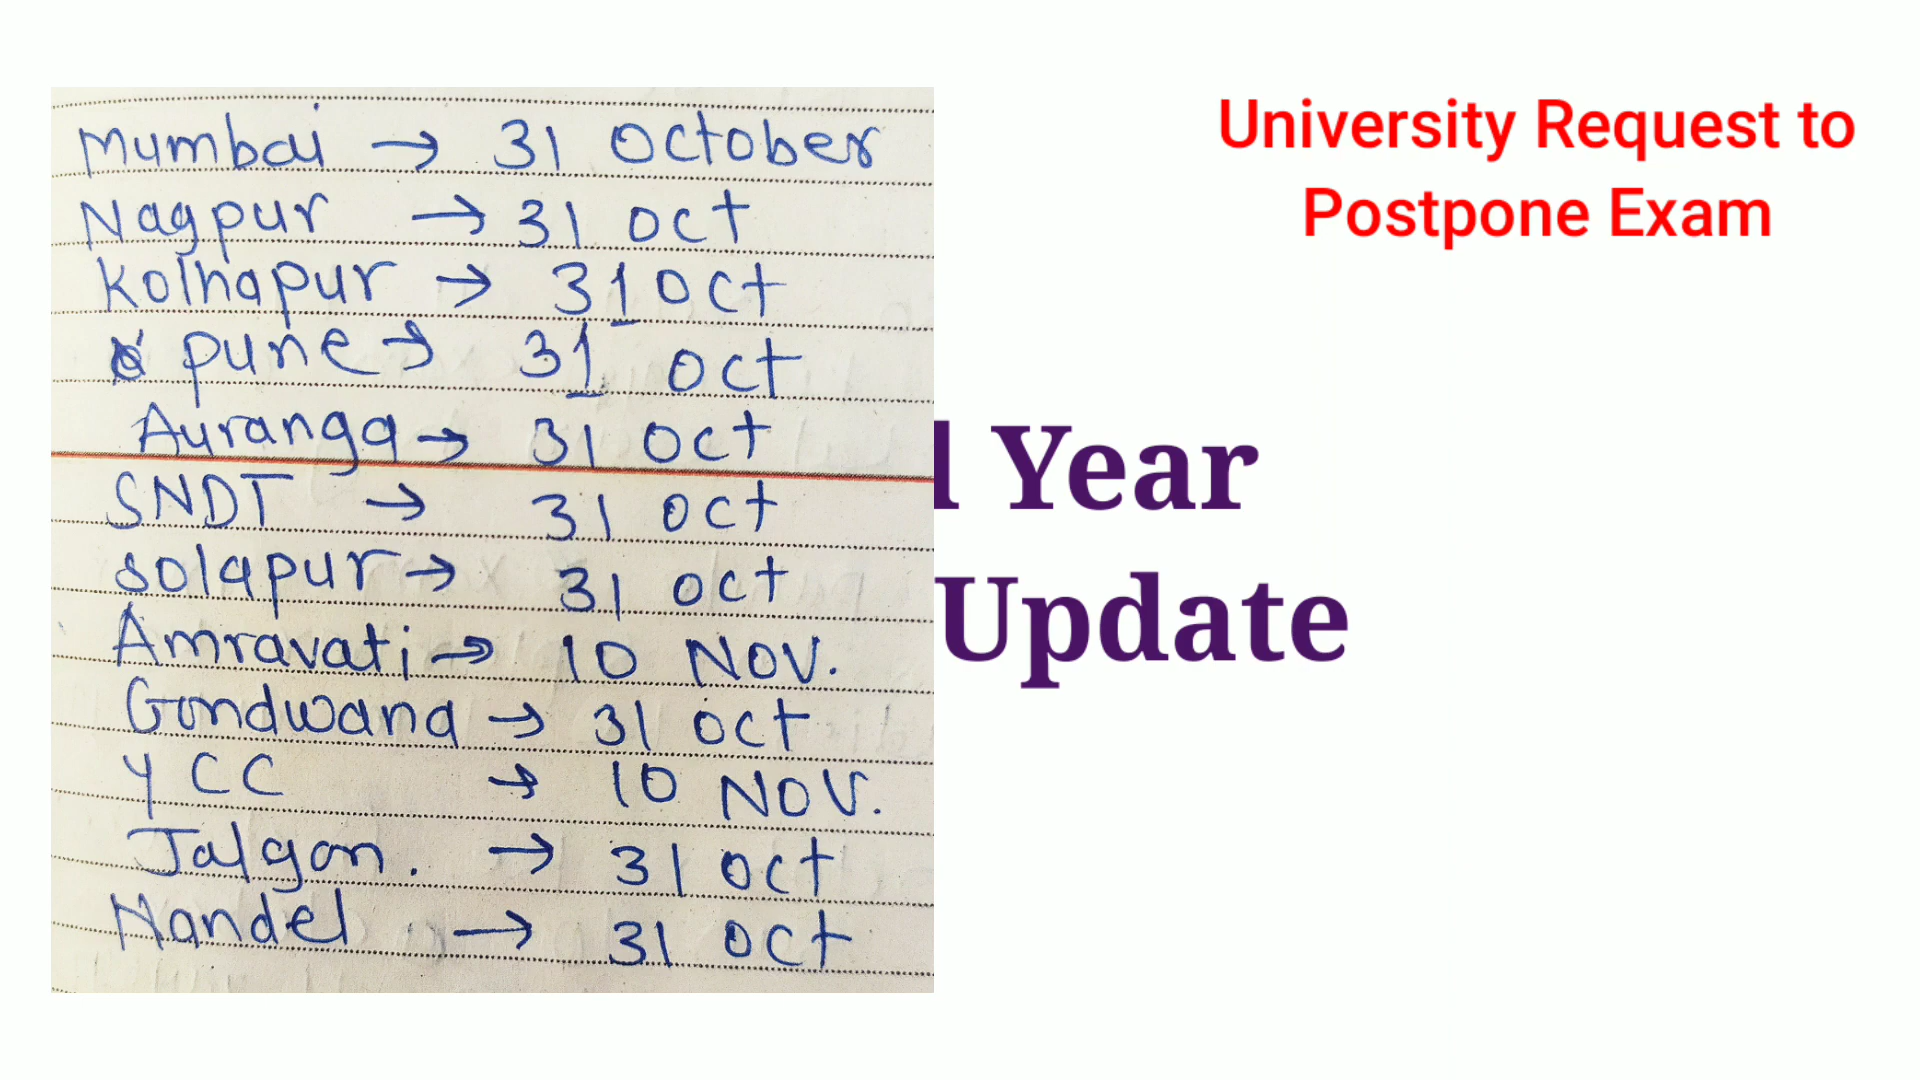 Mumbai → 31 October
Nagpur → 31 oct
Kolhapur → 31 oct
pune → 31 oct
Auranga → 31 oct
SNDT → 31 oct
solapur → 31 oct
Amravati → 10 NOV.
Gondwana → 31 oct
YCC → 10 NOV.
Jalgon. → 31 oct
Nandel → 31 oct
University Request to
Postpone Exam
Year
Update